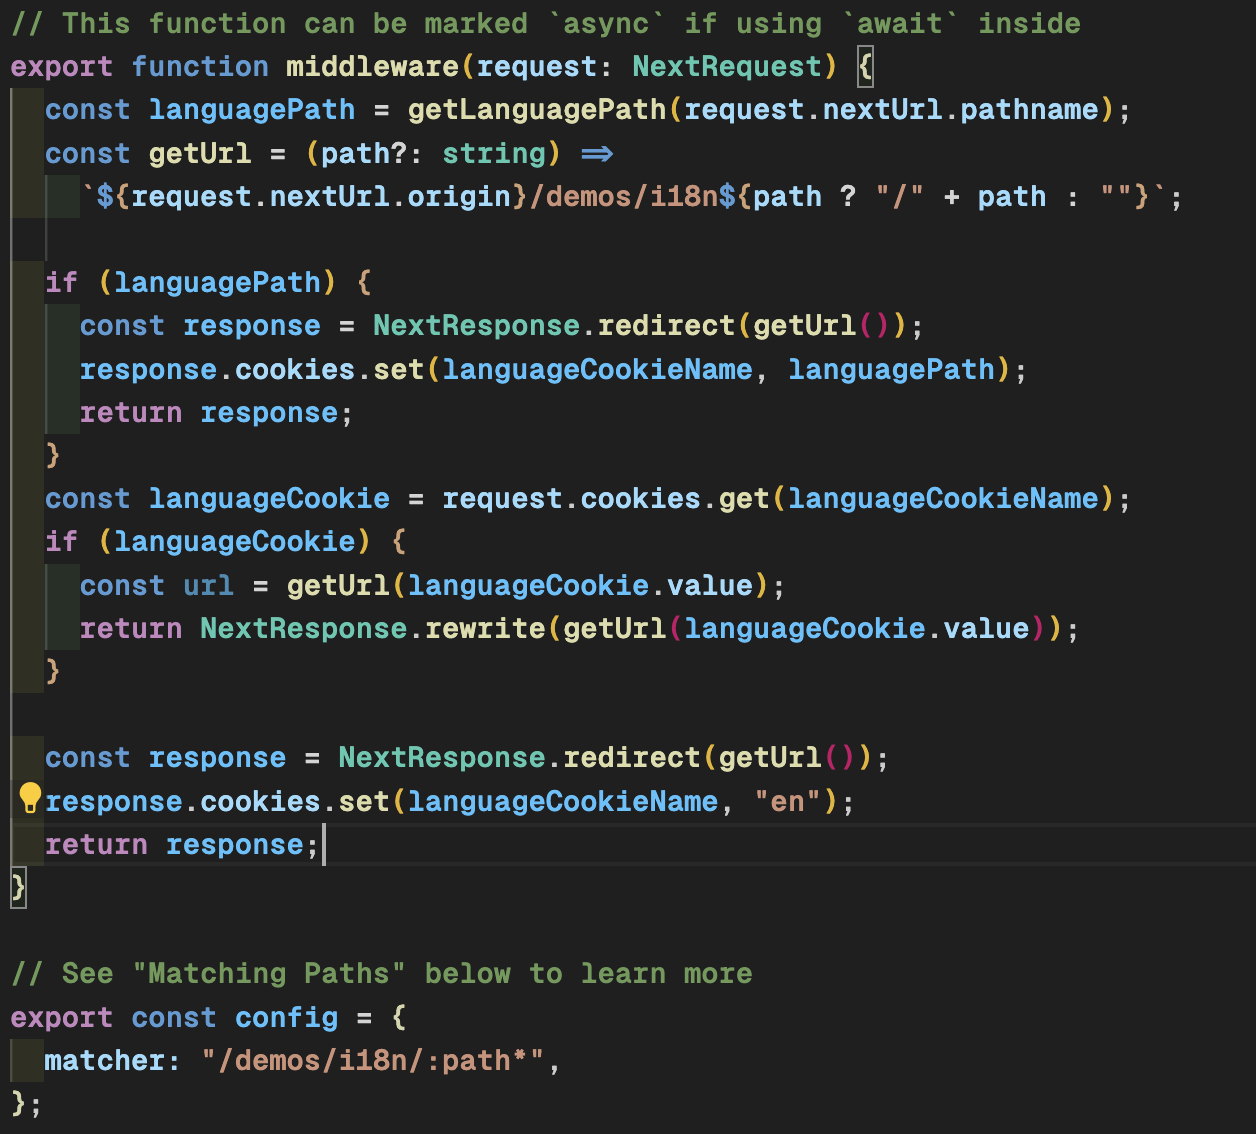 // This function can be marked `async` if using `await` inside
export function middleware(request: NextRequest) {
  const languagePath = getLanguagePath(request.nextUrl.pathname);
  const getUrl = (path?: string) =>
    `${request.nextUrl.origin}/demos/i18n${path ? "/" + path : ""}`;

  if (languagePath) {
    const response = NextResponse.redirect(getUrl());
    response.cookies.set(languageCookieName, languagePath);
    return response;
  }
  const languageCookie = request.cookies.get(languageCookieName);
  if (languageCookie) {
    const url = getUrl(languageCookie.value);
    return NextResponse.rewrite(getUrl(languageCookie.value));
  }

  const response = NextResponse.redirect(getUrl());
  response.cookies.set(languageCookieName, "en");
  return response;
}

// See "Matching Paths" below to learn more
export const config = {
  matcher: "/demos/i18n/:path*",
};